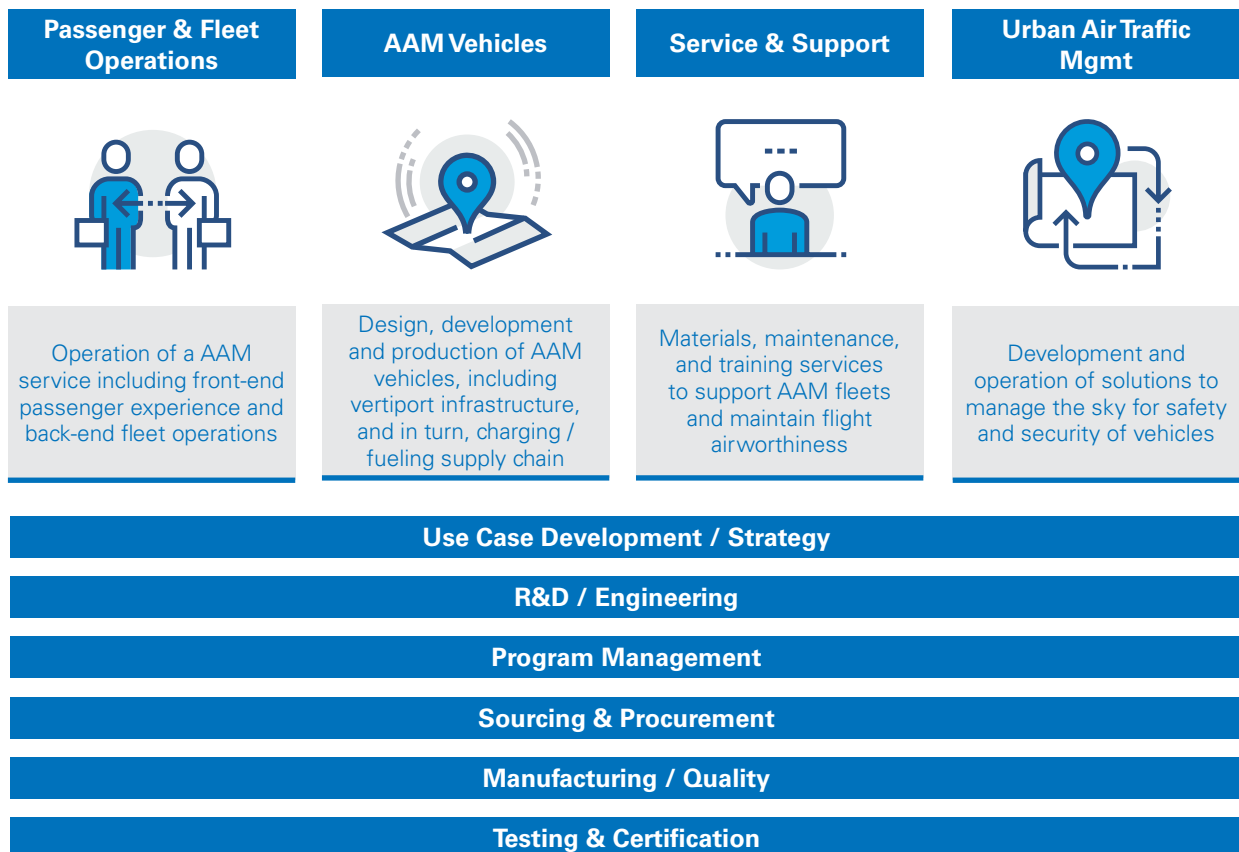 Passenger & Fleet
Operations
AAM Vehicles
Service & Support
Urban Air Traffic
Mgmt
Operation of a AAM
service including front-end
passenger experience and
back-end fleet operations
Design, development
and production of AAM
vehicles, including
vertiport infrastructure,
and in turn, charging /
fueling supply chain
Materials, maintenance,
and training services
to support AAM fleets
and maintain flight
airworthiness
Development and
operation of solutions to
manage the sky for safety
and security of vehicles
Use Case Development / Strategy
R&D / Engineering
Program Management
Sourcing & Procurement
Manufacturing / Quality
Testing & Certification